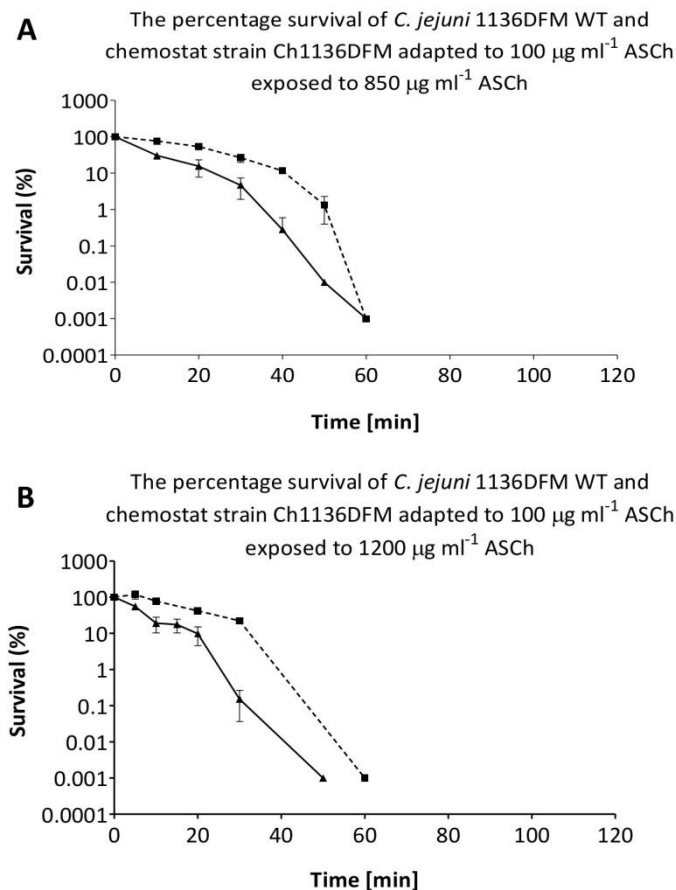 A
The percentage survival of C. jejuni 1136DFM WT and
chemostat strain Ch1136DFM adapted to 100 μg ml⁻¹ ASCh
exposed to 850 μg ml⁻¹ ASCh
1000
100
10
1
0.1
0.01
0.001
0.0001
Survival (%)
0 20 40 60 80 100 120
Time [min]
B
The percentage survival of C. jejuni 1136DFM WT and
chemostat strain Ch1136DFM adapted to 100 μg ml⁻¹ ASCh
exposed to 1200 μg ml⁻¹ ASCh
1000
100
10
1
0.1
0.01
0.001
0.0001
Survival (%)
0 20 40 60 80 100 120
Time [min]